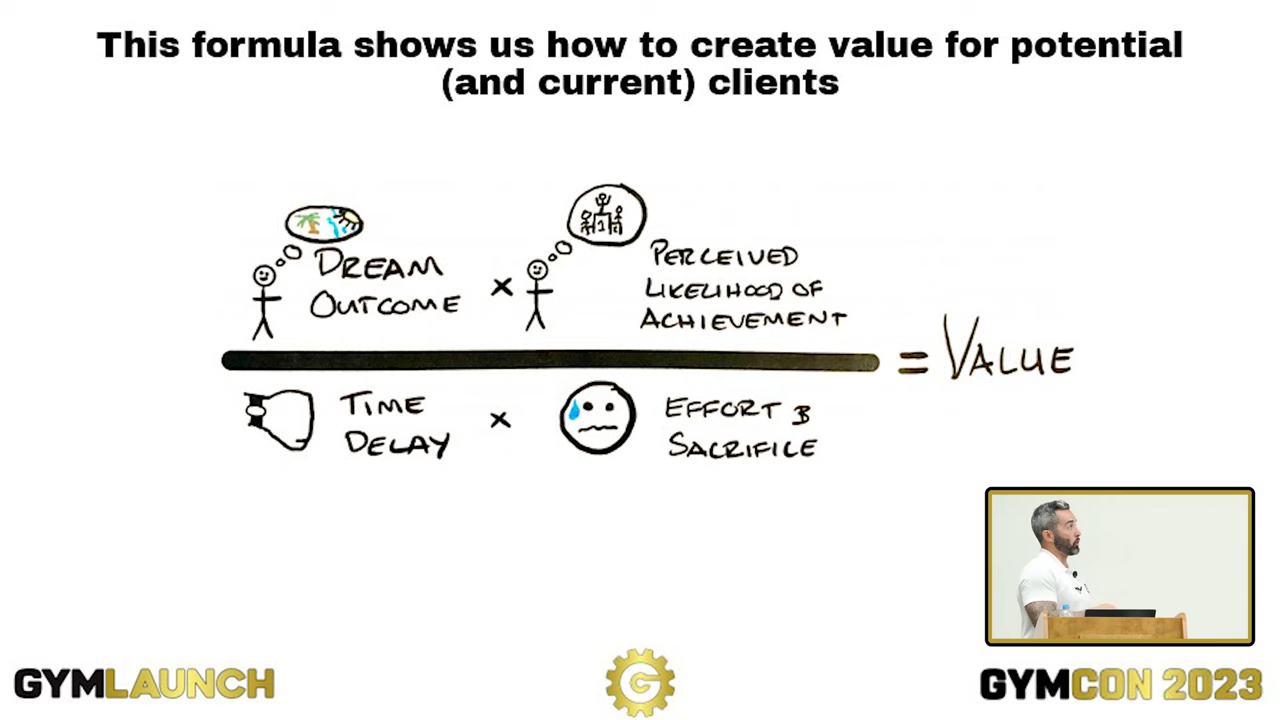 This formula shows us how to create value for potential
(and current) clients
DREAM
OUTCOME
×
PERCEIVED
LIKELIHOOD OF
ACHIEVEMENT
= VALUE
TIME
DELAY
×
EFFORT &
SACRIFICE
GYMLAUNCH
G
GYMCON 2023